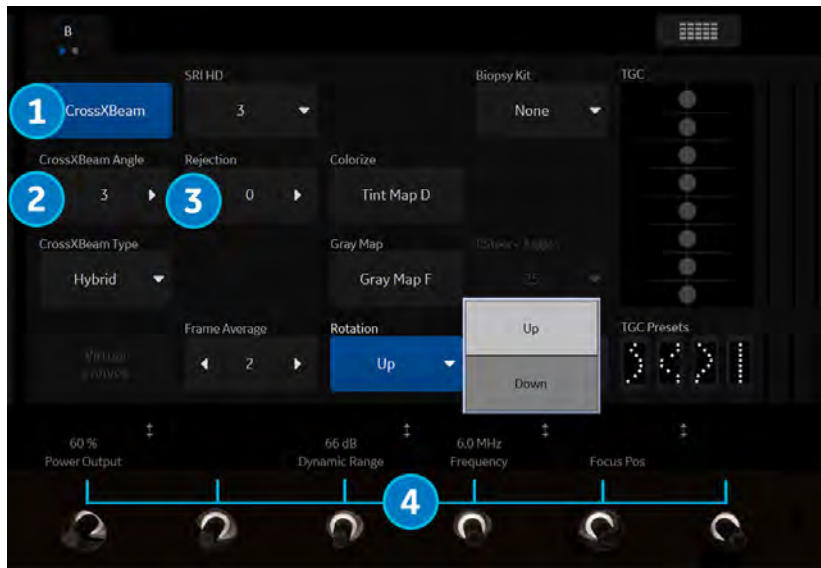 B
SRI HD
Biopsy Kit
TGC
1
CrossXBeam
3
None
CrossXBeam Angle
Rejection
Colorize
2
3
3
0
Tint Map D
CrossXBeam Type
Gray Map
Hybrid
Gray Map F
25
Frame Average
Rotation
Up
TGC Presets
2
Up
Down
60 %
66 dB
6.0 MHz
Power Output
Dynamic Range
Frequency
Focus Pos
4